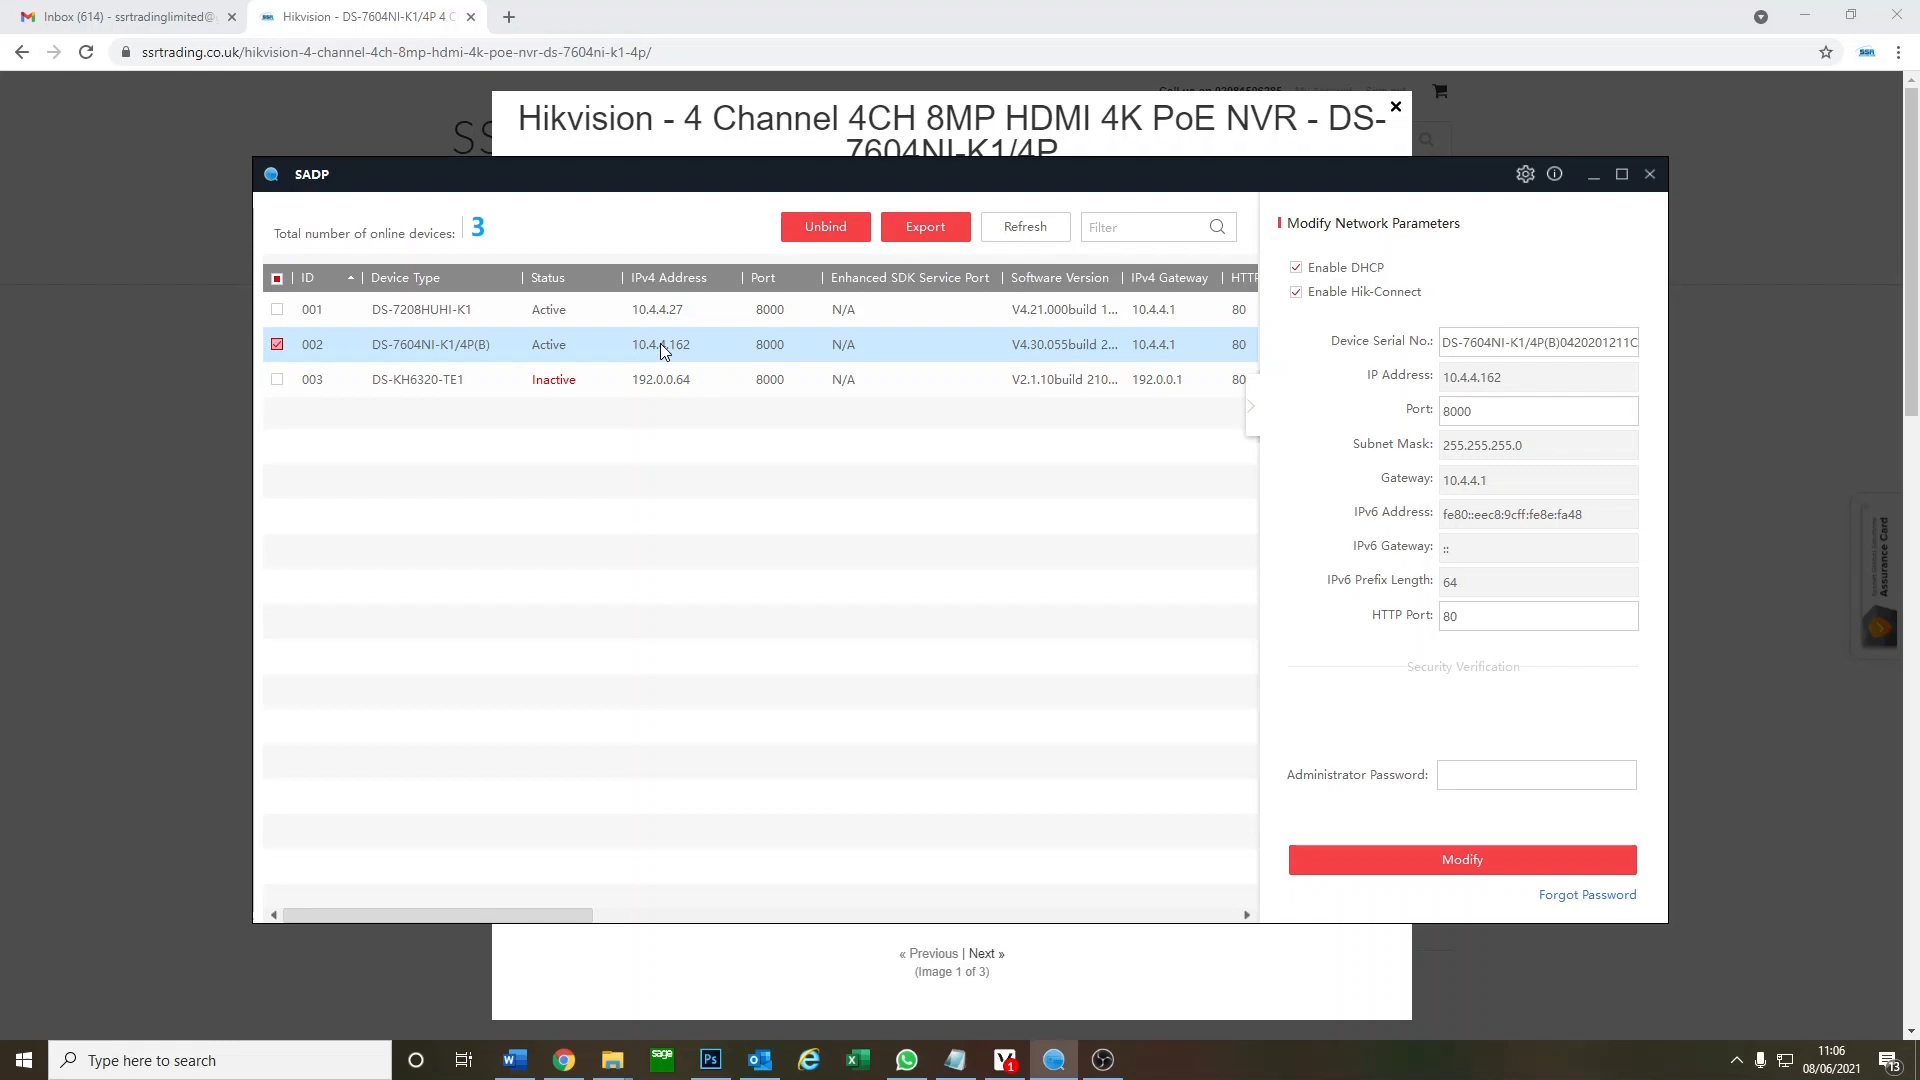 Inbox (614) - ssrtradinglimited@
Hikvision - DS-7604NI-K1/4P 4 C
ssrtrading.co.uk/hikvision-4-channel-4ch-8mp-hdmi-4k-poe-nvr-ds-7604ni-k1-4p/
SS
Hikvision - 4 Channel 4CH 8MP HDMI 4K PoE NVR - DS-
7604NI-K1/4P
SADP
Total number of online devices: 3
Unbind
Export
Refresh
Filter
ID
Device Type
Status
IPv4 Address
Port
Enhanced SDK Service Port
Software Version
IPv4 Gateway
HTTP
001 DS-7208HUHI-K1 Active 10.4.4.27 8000 N/A V4.21.000build 1... 10.4.4.1 80
002 DS-7604NI-K1/4P(B) Active 10.4.4.162 8000 N/A V4.30.055build 2... 10.4.4.1 80
003 DS-KH6320-TE1 Inactive 192.0.0.64 8000 N/A V2.1.10build 210... 192.0.0.1 80
Modify Network Parameters
Enable DHCP
Enable Hik-Connect
Device Serial No.: DS-7604NI-K1/4P(B)0420201211C
IP Address: 10.4.4.162
Port: 8000
Subnet Mask: 255.255.255.0
Gateway: 10.4.4.1
IPv6 Address: fe80::eec8:9cff:fe8e:fa48
IPv6 Gateway: ::
IPv6 Prefix Length: 64
HTTP Port: 80
Security Verification
Administrator Password:
Modify
Forgot Password
« Previous | Next »
(Image 1 of 3)
Assurance Card
Type here to search
11:06
08/06/2021
13